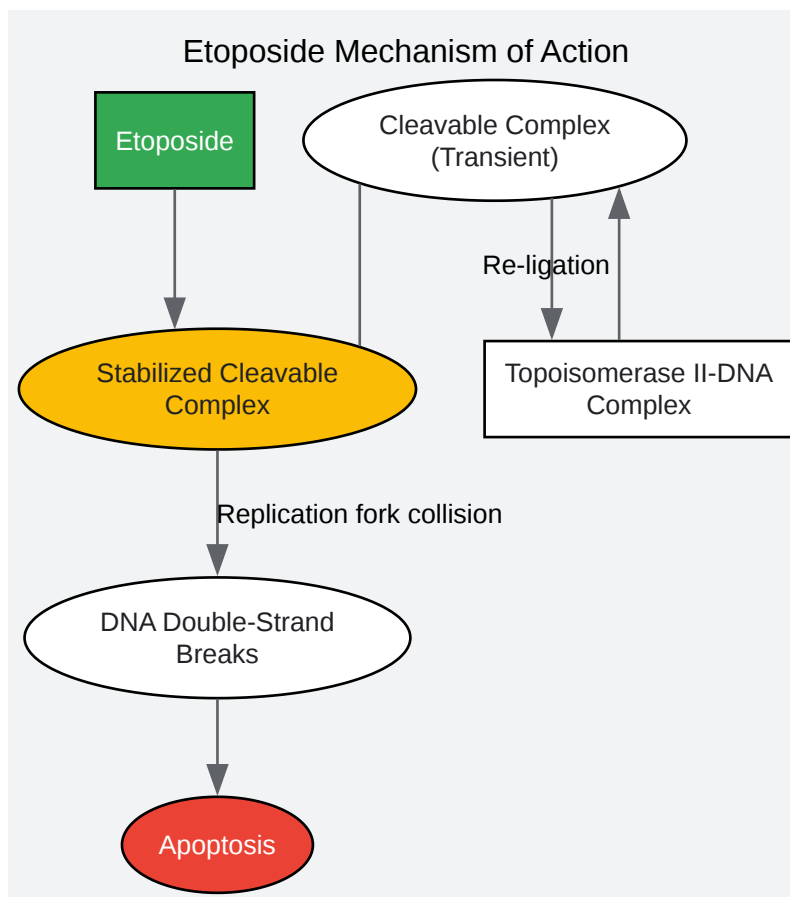 Etoposide Mechanism of Action
Etoposide
Cleavable Complex
(Transient)
Re-ligation
Stabilized Cleavable
Complex
Topoisomerase II-DNA
Complex
Replication fork collision
DNA Double-Strand
Breaks
Apoptosis